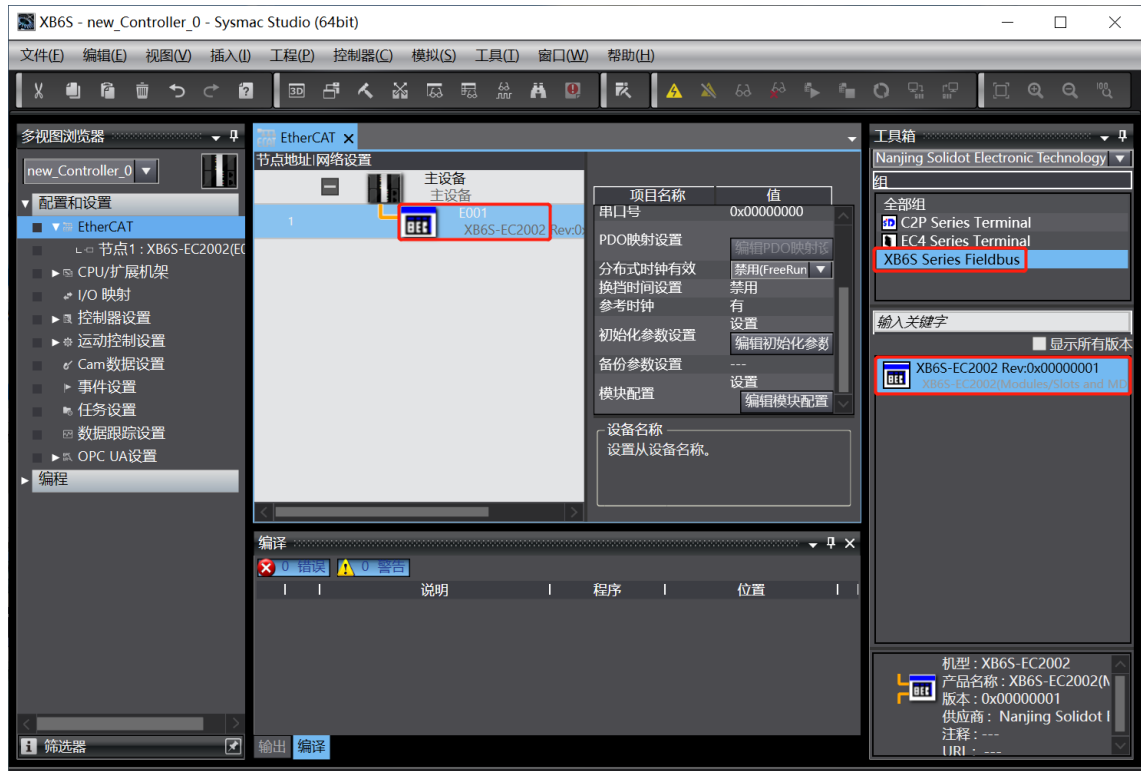 XB6S - new_Controller_0 - Sysmac Studio (64bit)
文件(F) 编辑(E) 视图(V) 插入(I) 工程(P) 控制器(C) 模拟(S) 工具(T) 窗口(W) 帮助(H)
多视图浏览器
new_Controller_0
配置和设置
EtherCAT
节点1 : XB6S-EC2002(E0
CPU/扩展机架
I/O 映射
控制器设置
运动控制设置
Cam数据设置
事件设置
任务设置
数据跟踪设置
OPC UA设置
编程
筛选器
EtherCAT
节点地址|网络设置
主设备
主设备
1
E001
XB6S-EC2002 Rev:0
项目名称 值
串口号 0x00000000
PDO映射设置 编辑PDO映射设
分布式时钟有效 禁用(FreeRun
换挡时间设置 禁用
参考时钟 有
初始化参数设置 设置
编辑初始化参数
备份参数设置 ---
模块配置 设置
编辑模块配置
设备名称
设置从设备名称。
编译
0 错误 0 警告
说明 程序 位置
输出 编译
工具箱
Nanjing Solidot Electronic Technology
组
全部组
C2P Series Terminal
EC4 Series Terminal
XB6S Series Fieldbus
输入关键字
显示所有版本
XB6S-EC2002 Rev:0x00000001
XB6S-EC2002(Modules/Slots and MD
机型 : XB6S-EC2002
产品名称 : XB6S-EC2002(M
版本 : 0x00000001
供应商 : Nanjing Solidot
注释 : ---
URL : ---